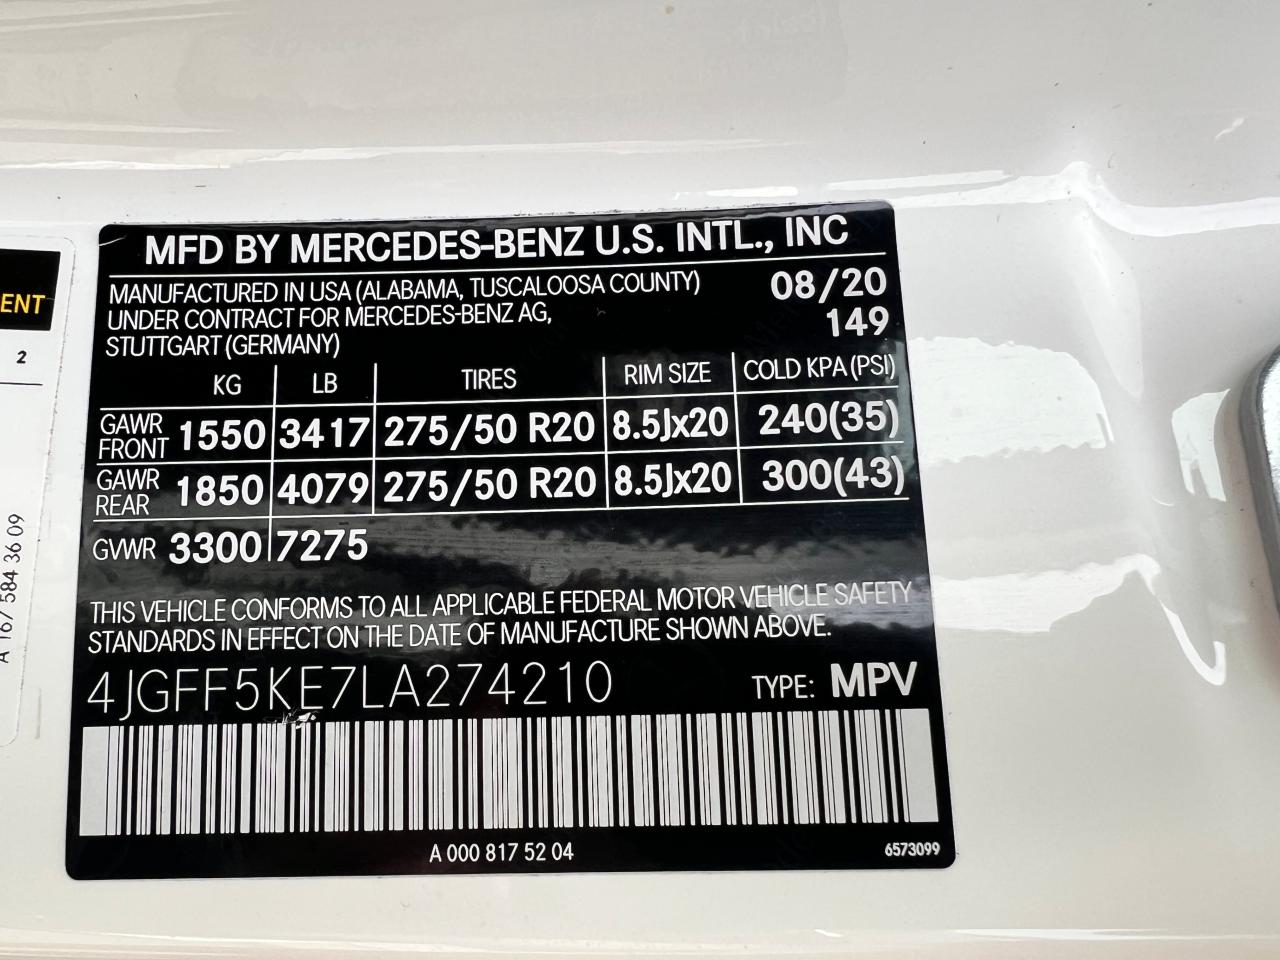 MFD BY MERCEDES-BENZ U.S. INTL., INC
MANUFACTURED IN USA (ALABAMA, TUSCALOOSA COUNTY) 08/20
UNDER CONTRACT FOR MERCEDES-BENZ AG, 149
STUTTGART (GERMANY)
KG LB TIRES RIM SIZE COLD KPA (PSI)
GAWR FRONT 1550 3417 275/50 R20 8.5Jx20 240(35)
GAWR REAR 1850 4079 275/50 R20 8.5Jx20 300(43)
GVWR 3300 7275
THIS VEHICLE CONFORMS TO ALL APPLICABLE FEDERAL MOTOR VEHICLE SAFETY
STANDARDS IN EFFECT ON THE DATE OF MANUFACTURE SHOWN ABOVE.
4JGFF5KE7LA274210 TYPE: MPV
A 000 817 52 04 6573099
ENT
2
A 167 584 36 09